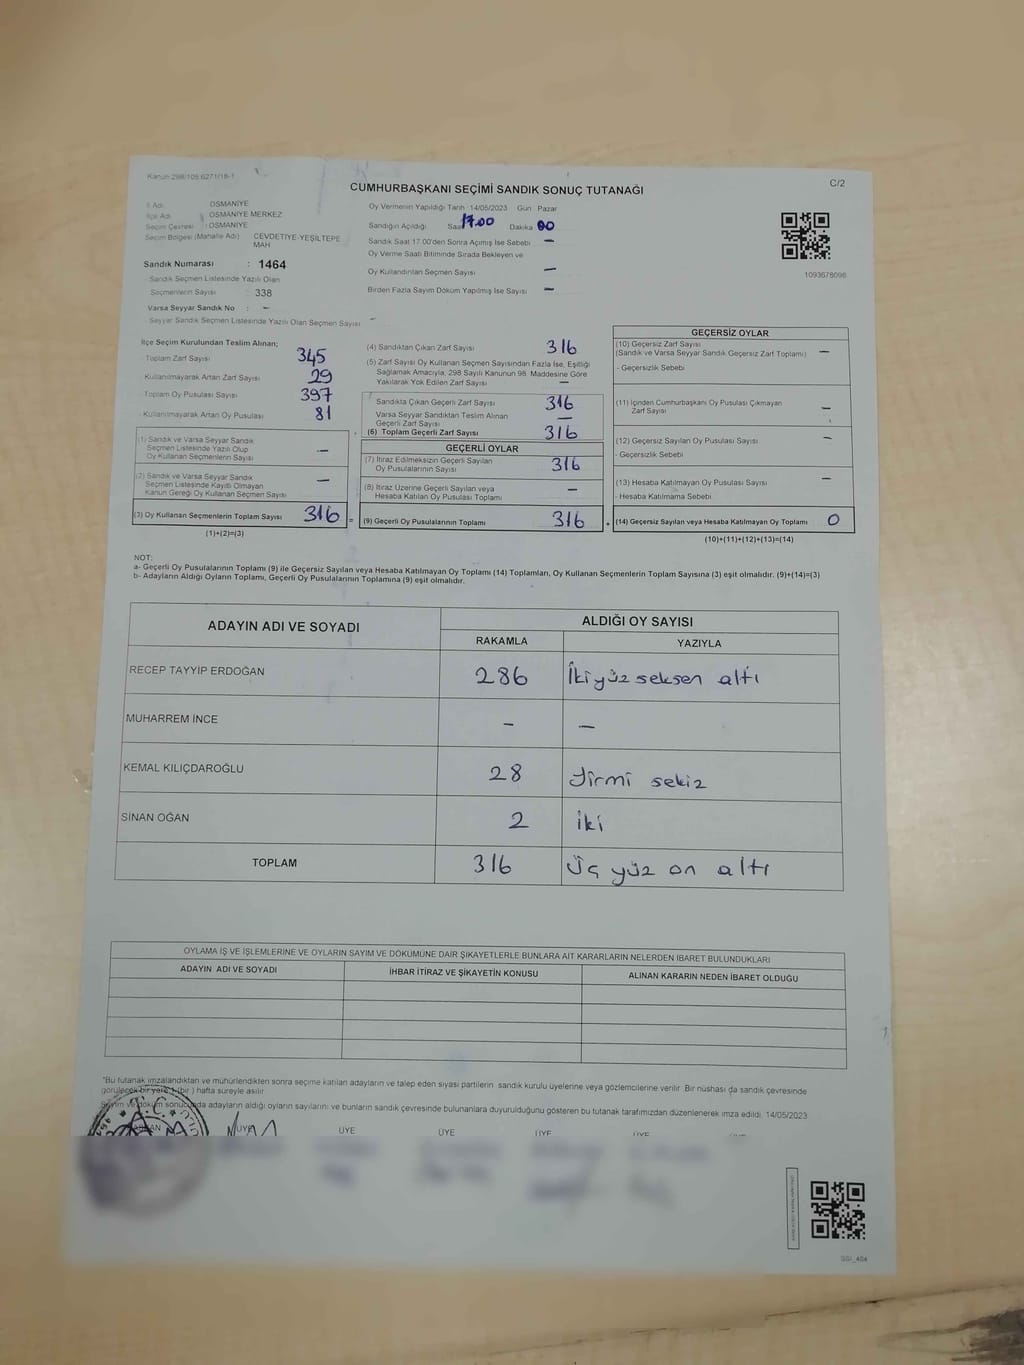 Kanun 298/105 6271/18-1
C/2
CUMHURBAŞKANI SEÇİMİ SANDIK SONUÇ TUTANAĞI
İl Adı : OSMANİYE
İlçe Adı : OSMANİYE MERKEZ
Seçim Çevresi : OSMANİYE
Seçim Bölgesi (Mahalle Adı) : CEVDETİYE-YEŞİLTEPE MAH
Sandık Numarası : 1464
Sandık Seçmen Listesinde Yazılı Olan
Seçmenlerin Sayısı : 338
Varsa Seyyar Sandık No : -
Seyyar Sandık Seçmen Listesinde Yazılı Olan Seçmen Sayısı -
Oy Vermenin Yapıldığı Tarih :14/05/2023 Gün Pazar
Sandığın Açıldığı Saat 17.00 Dakika 00
Sandık Saat 17.00'den Sonra Açımış İse Sebebi -
Oy Verme Saati Bitiminde Sırada Bekleyen ve
Oy Kullandırılan Seçmen Sayısı -
Birden Fazla Sayım Döküm Yapılmış İse Sayısı -
1093678098
İlçe Seçim Kurulundan Teslim Alınan;
Toplam Zarf Sayısı 345
Kullanılmayarak Artan Zarf Sayısı 29
Toplam Oy Pusulası Sayısı 397
Kullanılmayarak Artan Oy Pusulası 81
(1) Sandık ve Varsa Seyyar Sandık
Seçmen Listesinde Yazılı Olup
Oy Kullanan Seçmenlerin Sayısı -
(2) Sandık ve Varsa Seyyar Sandık
Seçmen Listesinde Kayıtlı Olmayan
Kanun Gereği Oy Kullanan Seçmen Sayısı -
(3) Oy Kullanan Seçmenlerin Toplam Sayısı 316 =
(1)+(2)=(3)
(4) Sandıktan Çıkan Zarf Sayısı 316
(5) Zarf Sayısı Oy Kullanan Seçmen Sayısından Fazla İse, Eşitliği
Sağlamak Amacıyla, 298 Sayılı Kanunun 98. Maddesine Göre
Yakılarak Yok Edilen Zarf Sayısı -
Sandıkta Çıkan Geçerli Zarf Sayısı 316
Varsa Seyyar Sandıktan Teslim Alınan
Geçerli Zarf Sayısı -
(6) Toplam Geçerli Zarf Sayısı 316
GEÇERLİ OYLAR
(7) İtiraz Edilmeksizin Geçerli Sayılan
Oy Pusulalarının Sayısı 316
(8) İtiraz Üzerine Geçerli Sayılan veya
Hesaba Katılan Oy Pusulası Toplamı -
(9) Geçerli Oy Pusulalarının Toplamı 316 +
GEÇERSİZ OYLAR
(10) Geçersiz Zarf Sayısı
(Sandık ve Varsa Seyyar Sandık Geçersiz Zarf Toplamı) -
- Geçersizlik Sebebi
(11) İçinden Cumhurbaşkanı Oy Pusulası Çıkmayan
Zarf Sayısı -
(12) Geçersiz Sayılan Oy Pusulası Sayısı -
- Geçersizlik Sebebi
(13) Hesaba Katılmayan Oy Pusulası Sayısı -
- Hesaba Katılmama Sebebi
(14) Geçersiz Sayılan veya Hesaba Katılmayan Oy Toplamı 0
(10)+(11)+(12)+(13)=(14)
NOT:
a- Geçerli Oy Pusulalarının Toplamı (9) ile Geçersiz Sayılan veya Hesaba Katılmayan Oy Toplamı (14) Toplamları, Oy Kullanan Seçmenlerin Toplam Sayısına (3) eşit olmalıdır. (9)+(14)=(3)
b- Adayların Aldığı Oyların Toplamı, Geçerli Oy Pusulalarının Toplamına (9) eşit olmalıdır.
ADAYIN ADI VE SOYADI
ALDIĞI OY SAYISI
RAKAMLA YAZIYLA
RECEP TAYYİP ERDOĞAN 286 İki yüz seksen altı
MUHARREM İNCE - -
KEMAL KILIÇDAROĞLU 28 Yirmi sekiz
SİNAN OĞAN 2 iki
TOPLAM 316 Üç yüz on altı
OYLAMA İŞ VE İŞLEMLERİNE VE OYLARIN SAYIM VE DÖKÜMÜNE DAİR ŞİKAYETLERLE BUNLARA AİT KARARLARIN NELERDEN İBARET BULUNDUKLARI
ADAYIN ADI VE SOYADI İHBAR İTİRAZ VE ŞİKAYETİN KONUSU ALINAN KARARIN NEDEN İBARET OLDUĞU
*Bu tutanak imzalandıktan ve mühürlendikten sonra seçime katılan adayların ve talep eden siyasi partilerin sandık kurulu üyelerine veya gözlemcilerine verilir. Bir nüshası da sandık çevresinde
görülecek bir yere 1 (bir) hafta süreyle asılır.
Sayım ve döküm sonucunda adayların aldığı oyların sayılarını ve bunların sandık çevresinde bulunanlara duyurulduğunu gösteren bu tutanak tarafımızdan düzenlenerek imza edildi. 14/05/2023
T.C.
ÜYE ÜYE ÜYE ÜYE ÜYE
SSI_404